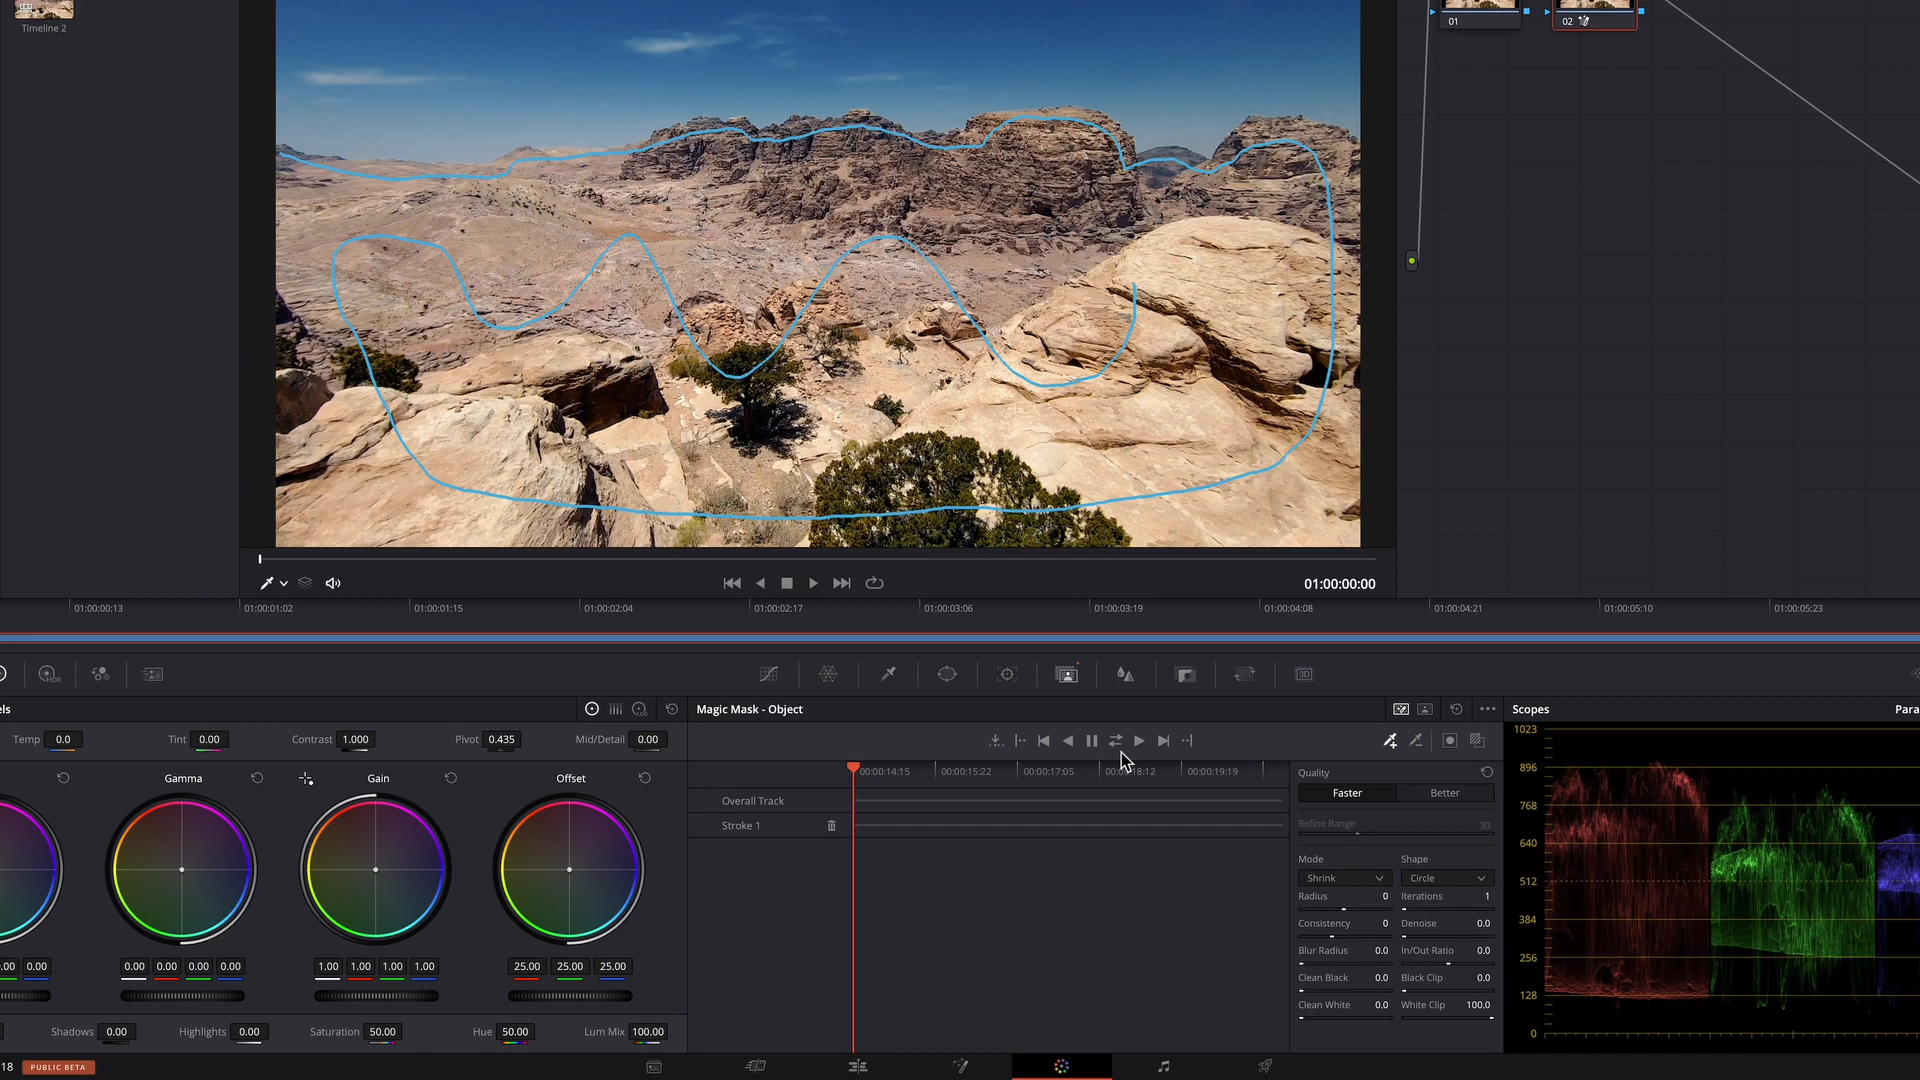 Timeline 2
01
02
01:00:00:00
01:00:00:13
01:00:01:02
01:00:01:15
01:00:02:04
01:00:02:17
01:00:03:06
01:00:03:19
01:00:04:08
01:00:04:21
01:00:05:10
01:00:05:23
HDR
3D
els
Temp 0.0
Tint 0.00
Contrast 1.000
Pivot 0.435
Mid/Detail 0.00
Gamma
Gain
Offset
.00 0.00
0.00 0.00 0.00 0.00
1.00 1.00 1.00 1.00
25.00 25.00 25.00
Shadows 0.00
Highlights 0.00
Saturation 50.00
Hue 50.00
Lum Mix 100.00
Magic Mask - Object
00:00:14:15
00:00:15:22
00:00:17:05
00:00:18:12
00:00:19:19
Overall Track
Stroke 1
Quality
Faster Better
Refine Range 30
Mode Shape
Shrink Circle
Radius 0 Iterations 1
Consistency 0 Denoise 0.0
Blur Radius 0.0 In/Out Ratio 0.0
Clean Black 0.0 Black Clip 0.0
Clean White 0.0 White Clip 100.0
Scopes
Para
1023
896
768
640
512
384
256
128
0
18 PUBLIC BETA